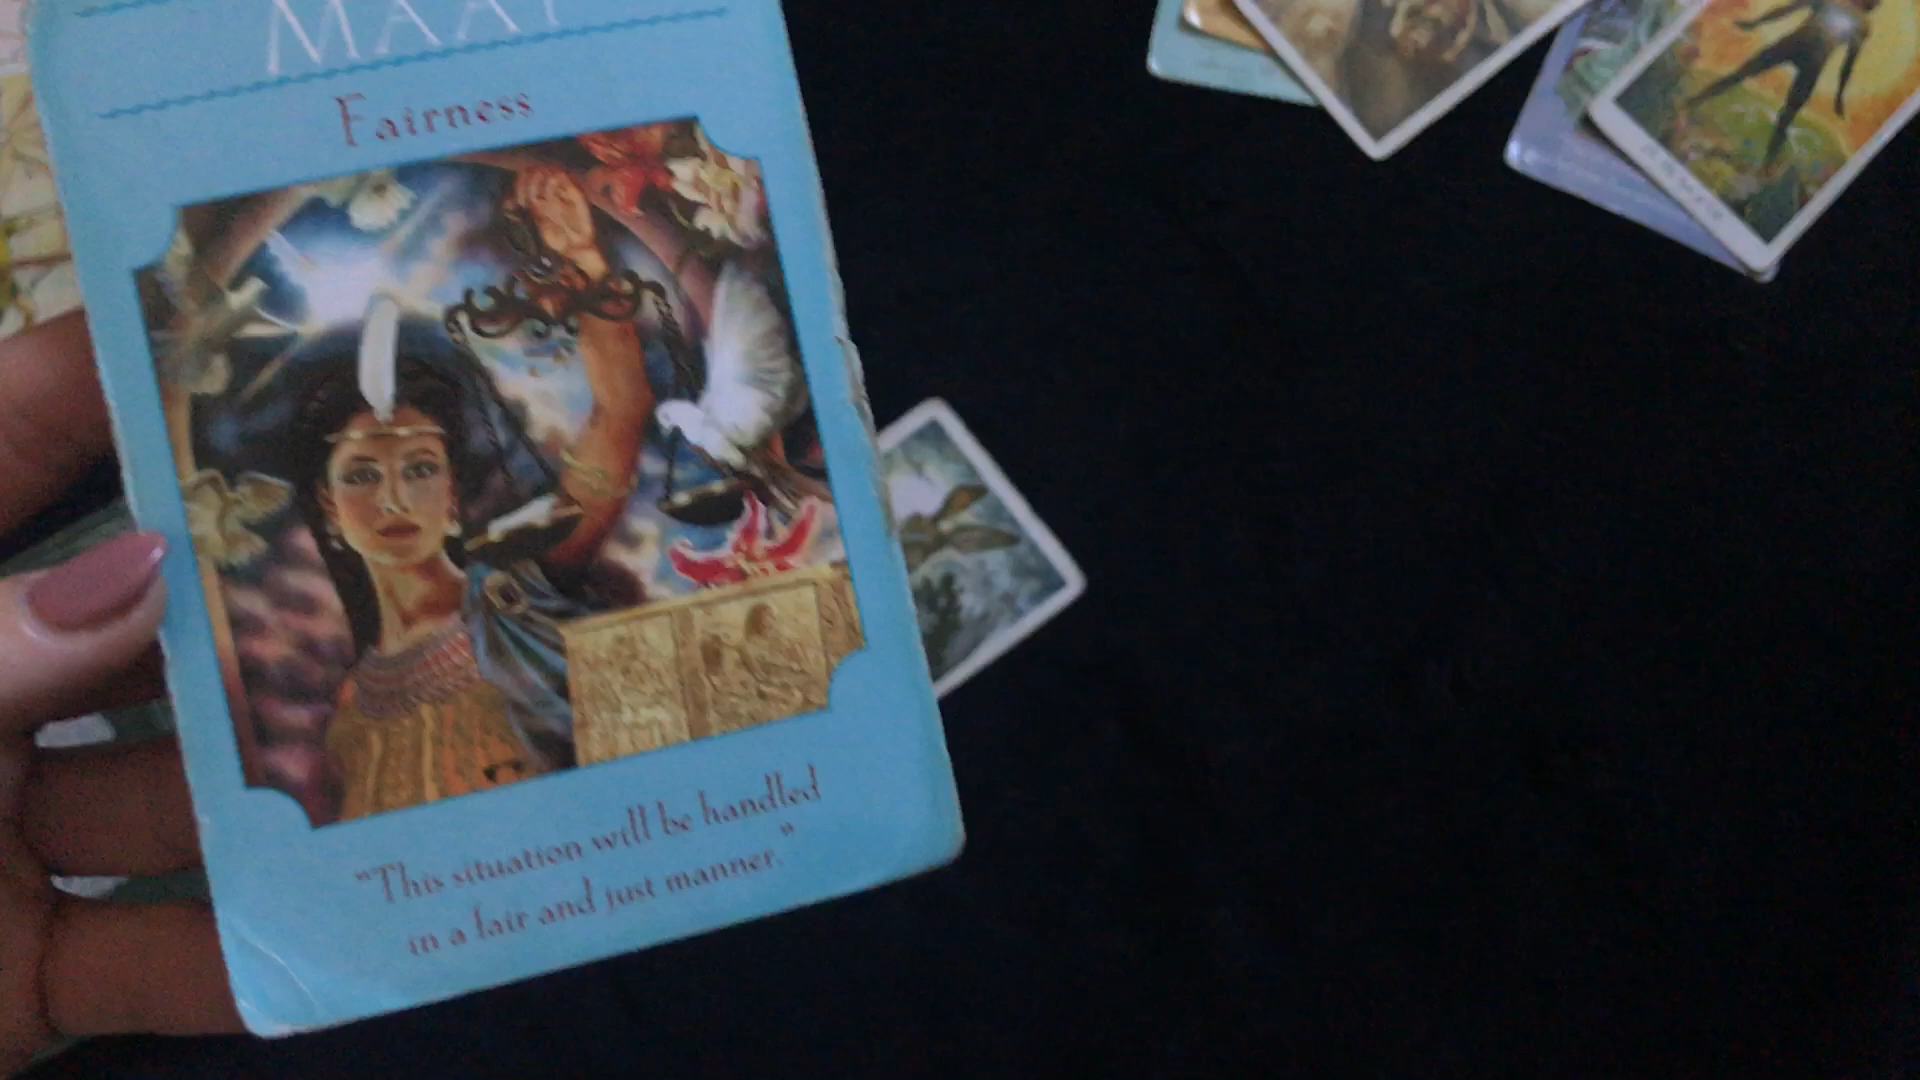 MAAT
Fairness
"This situation will be handled
in a fair and just manner."